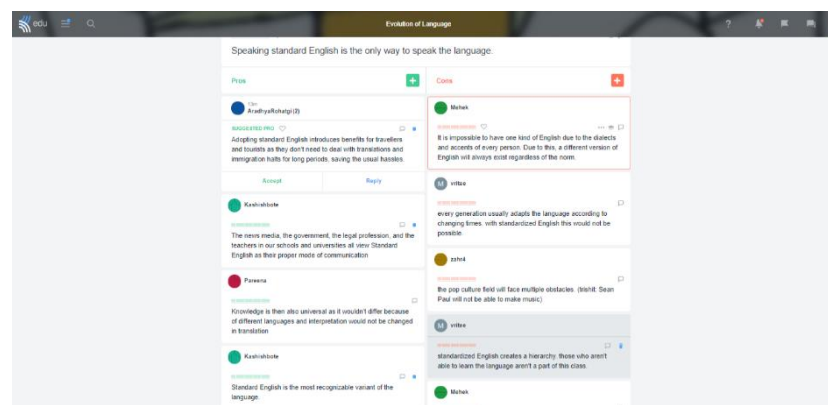 edu
Evolution of Language
?
Speaking standard English is the only way to speak the language.
Pros
+
AradhyaRohatgi(2)
SUGGESTED PRO
Adopting standard English introduces benefits for travellers
and tourists as they don't need to deal with translations and
immigration halts for long periods, saving the usual hassles.
Accept
Reply
Kashishbote
The news media, the government, the legal profession, and the
teachers in our schools and universities all view Standard
English as their proper mode of communication
Pareena
Knowledge is then also universal as it wouldn't differ because
of different languages and interpretation would not be changed
in translation
Kashishbote
Standard English is the most recognizable variant of the
language.
Cons
+
Mehek
It is impossible to have one kind of English due to the dialects
and accents of every person. Due to this, a different version of
English will always exist regardless of the norm.
M
vritee
every generation usually adapts the language according to
changing times. with standardized English this would not be
possible.
zshril
the pop culture field will face multiple obstacles. (trishit: Sean
Paul will not be able to make music)
M
vritee
standardized English creates a hierarchy. those who aren't
able to learn the language aren't a part of this class.
Mehek